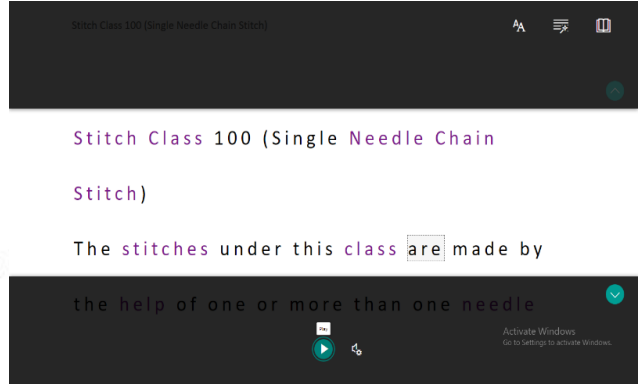 Stitch Class 100 (Single Needle Chain Stitch)
AA
Stitch Class 100 (Single Needle Chain
Stitch)
The stitches under this class are made by
the help of one or more than one needle
Play
Activate Windows
Go to Settings to activate Windows.